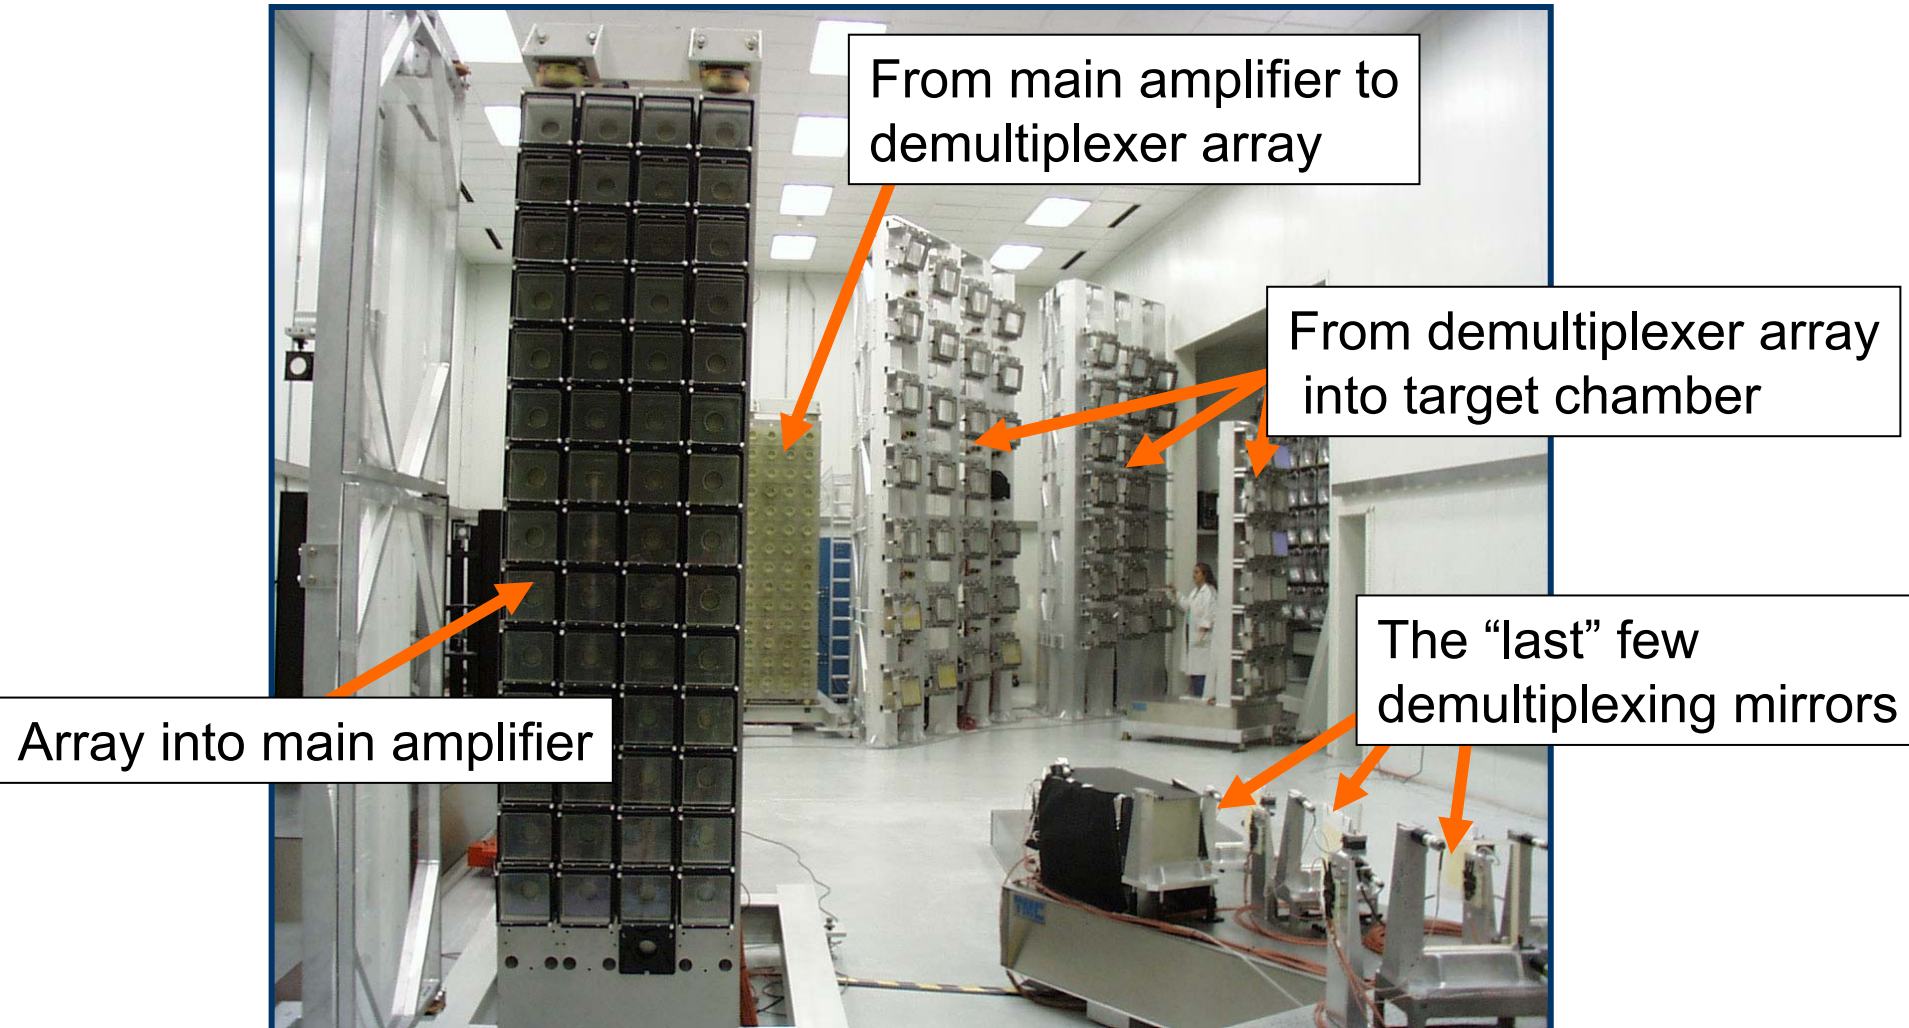 From main amplifier to
demultiplexer array
From demultiplexer array
into target chamber
The “last” few
demultiplexing mirrors
Array into main amplifier
TMC